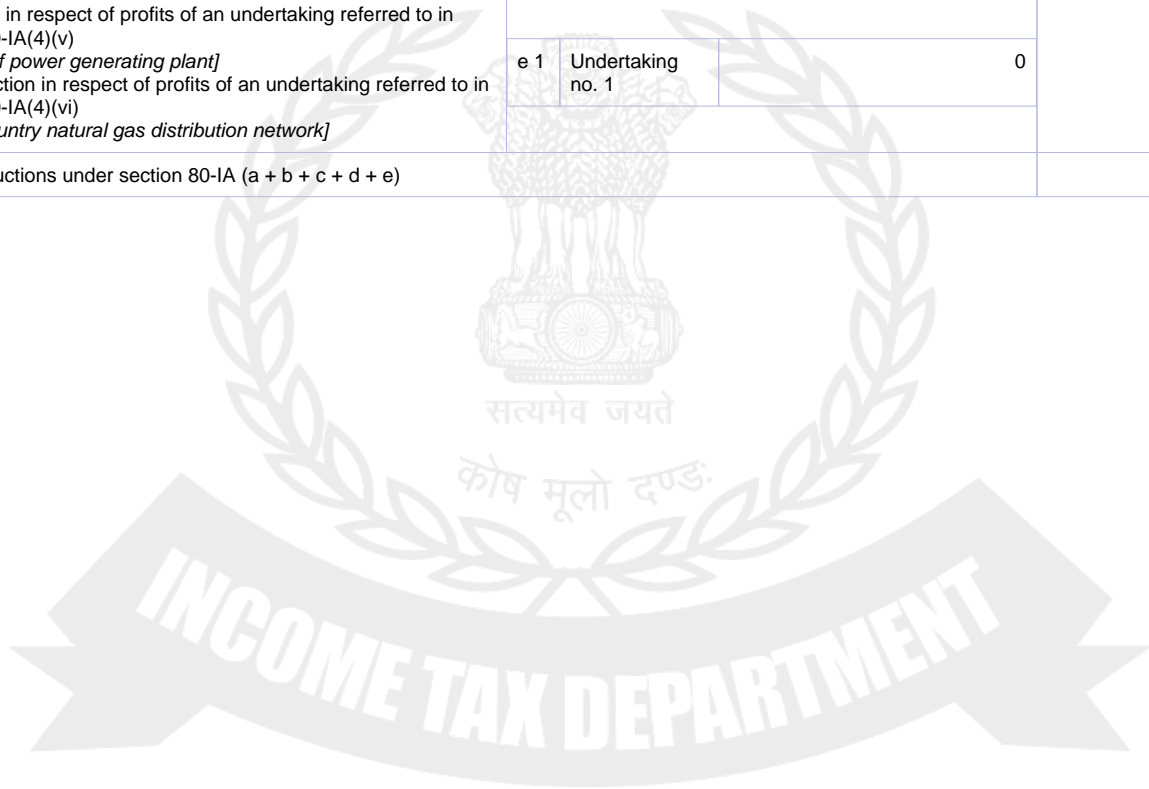 in respect of profits of an undertaking referred to in
-IA(4)(v)
f power generating plant]
ction in respect of profits of an undertaking referred to in
-IA(4)(vi)
untry natural gas distribution network]
e 1 Undertaking no. 1 0
uctions under section 80-IA (a + b + c + d + e)
सत्यमेव जयते
कोष मूलो दण्डः
INCOME TAX DEPARTMENT